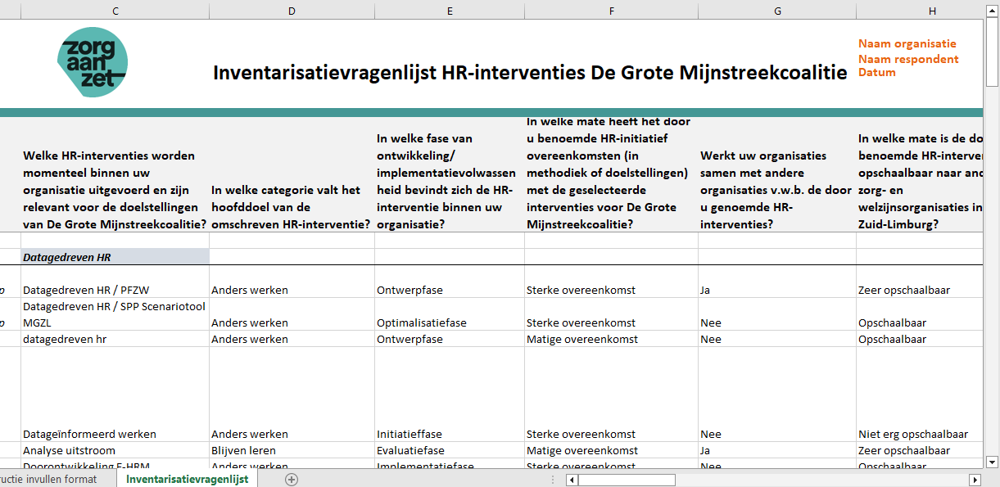 C D E F G H
zorg
aan
zet
Inventarisatievragenlijst HR-interventies De Grote Mijnstreekcoalitie
Naam organisatie
Naam respondent
Datum
Welke HR-interventies worden
momenteel binnen uw
organisatie uitgevoerd en zijn
relevant voor de doelstellingen
van De Grote Mijnstreekcoalitie?
In welke categorie valt het
hoofddoel van de
omschreven HR-interventie?
In welke fase van
ontwikkeling/
implementatievolwassen
heid bevindt zich de HR-
interventie binnen uw
organisatie?
In welke mate heeft het door
u benoemde HR-initiatief
overeenkomsten (in
methodiek of doelstellingen)
met de geselecteerde
interventies voor De Grote
Mijnstreekcoalitie?
Werkt uw organisaties
samen met andere
organisaties v.w.b. de door
u genoemde HR-
interventies?
In welke mate is de do
benoemde HR-interve
opschaalbaar naar and
zorg- en
welzijnsorganisaties in
Zuid-Limburg?
Datagedreven HR
p Datagedreven HR / PFZW Anders werken Ontwerpfase Sterke overeenkomst Ja Zeer opschaalbaar
Datagedreven HR / SPP Scenariotool
p MGZL Anders werken Optimalisatiefase Sterke overeenkomst Nee Opschaalbaar
datagedreven hr Anders werken Ontwerpfase Matige overeenkomst Nee Opschaalbaar
Datageïnformeerd werken Anders werken Initiatieffase Sterke overeenkomst Nee Niet erg opschaalbaar
Analyse uitstroom Blijven leren Evaluatiefase Matige overeenkomst Ja Zeer opschaalbaar
Doorontwikkeling E-HRM Anders werken Implementatiefase Sterke overeenkomst Nee Opschaalbaar
uctie invullen format Inventarisatievragenlijst